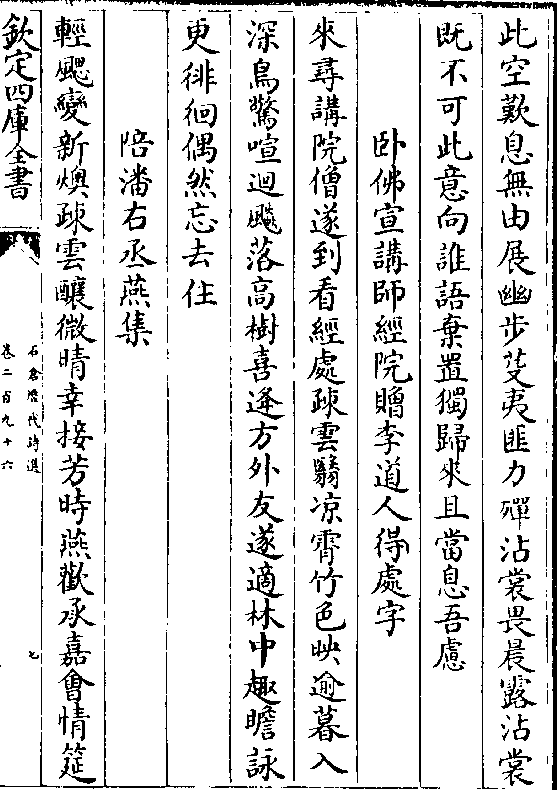 此空歎息無由展幽步芟夷匪力殫沾裳畏晨露沾裳
既不可此意向誰語棄置獨歸來且當息吾慮
卧佛宣講師經院贈李道人得處字
來尋講院僧遂到看經處疎雲翳凉霄竹色映逾暮入
深鳥驚喧迴飈落高樹喜逢方外友遂適林中趣瞻詠
更徘徊偶然忘去住
陪潘右丞燕集
輕颸變新燠疎雲釀微晴幸接芳時燕歡承嘉會情筵
欽定四庫全書
石倉歷代詩選
卷二百九十六
七